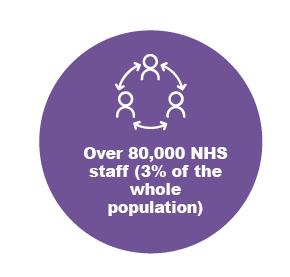 Over 80,000 NHS
staff (3% of the
whole
population)